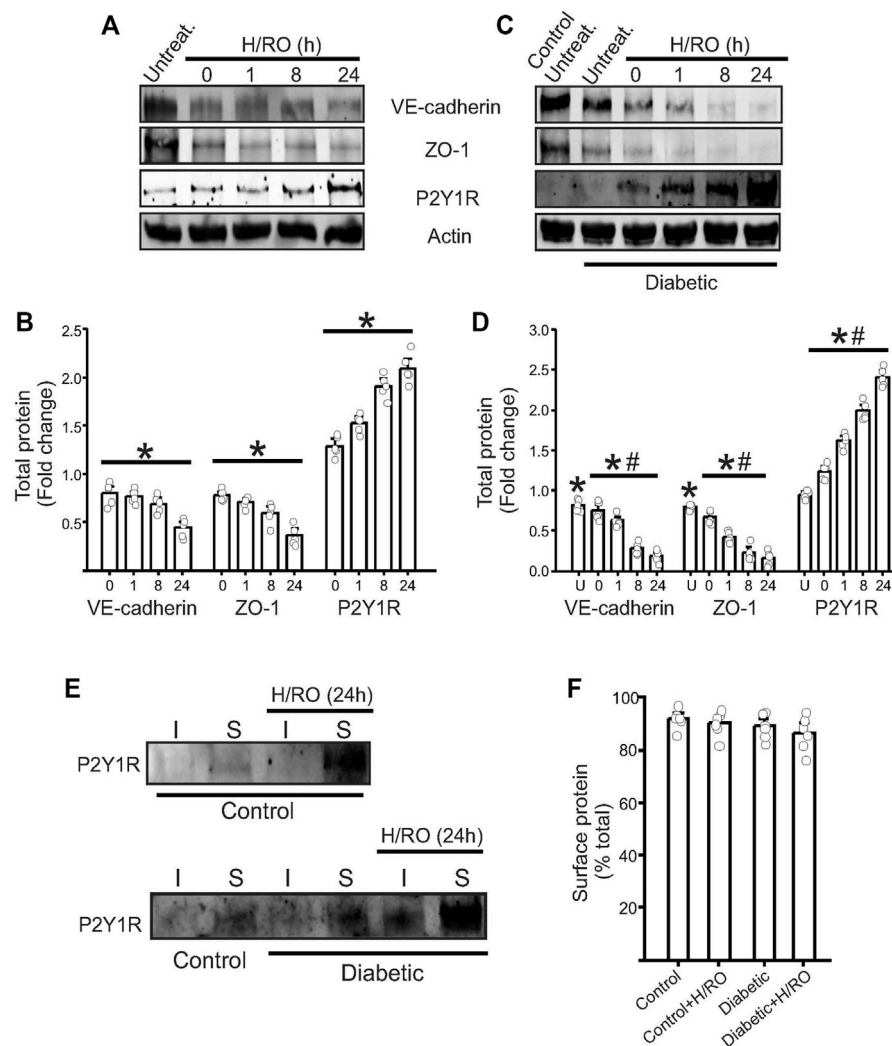 A
Untreat.
H/RO (h)
0 1 8 24
C
Control
Untreat.
Untreat.
H/RO (h)
0 1 8 24
VE-cadherin
ZO-1
P2Y1R
Actin
Diabetic
B
Total protein
(Fold change)
2.5
2.0
1.5
1.0
0.5
* * *
0 1 8 24 0 1 8 24 0 1 8 24
VE-cadherin ZO-1 P2Y1R
D
Total protein
(Fold change)
3.0
2.5
2.0
1.5
1.0
0.5
0.0
* *# * *# *#
U 0 1 8 24 U 0 1 8 24 U 0 1 8 24
VE-cadherin ZO-1 P2Y1R
E
H/RO (24h)
I S I S
P2Y1R
Control
H/RO (24h)
I S I S I S
P2Y1R
Control Diabetic
F
Surface protein
(% total)
100
80
60
40
20
Control
Control+H/RO
Diabetic
Diabetic+H/RO